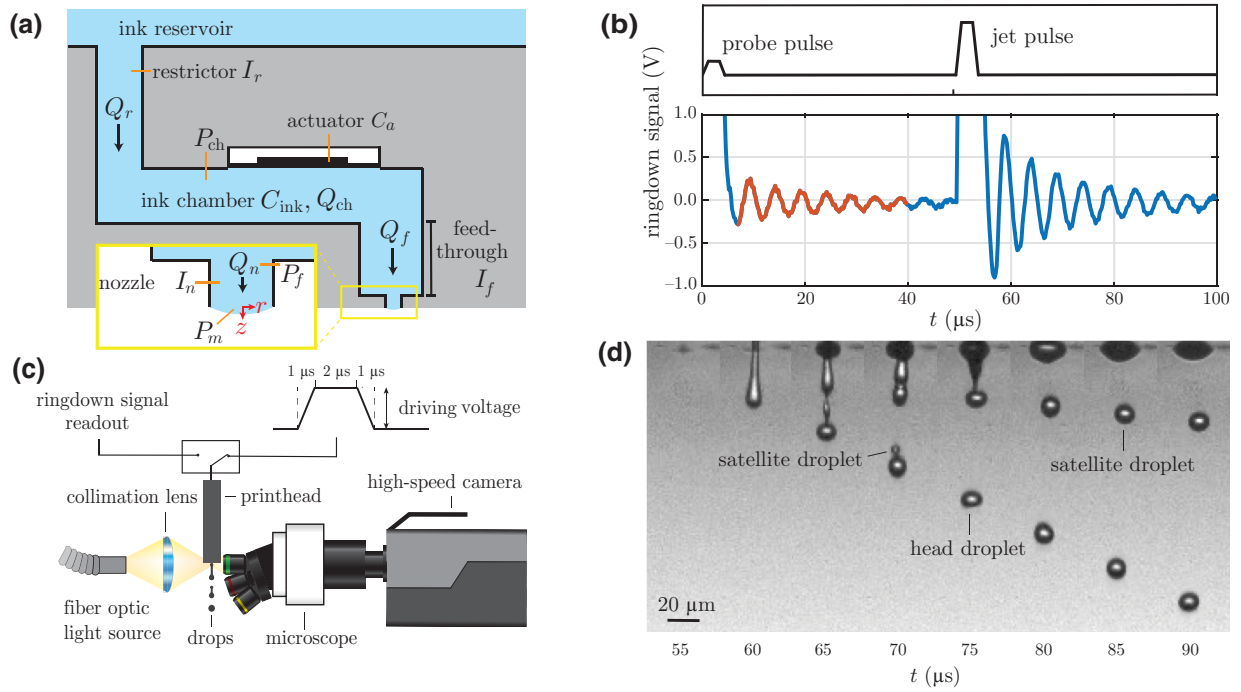 (a)
ink reservoir
restrictor I_r
Q_r
actuator C_a
P_ch
ink chamber C_ink, Q_ch
Q_f
feed-
through
I_f
nozzle
I_n
Q_n
P_f
r
z
P_m
(b)
probe pulse
jet pulse
ringdown signal (V)
1.0
0.5
0.0
−0.5
−1.0
0 20 40 60 80 100
t (µs)
(c)
1 µs 2 µs 1 µs
driving voltage
ringdown signal
readout
collimation lens
printhead
high-speed camera
fiber optic
light source
drops
microscope
(d)
satellite droplet
satellite droplet
head droplet
20 µm
55 60 65 70 75 80 85 90
t (µs)